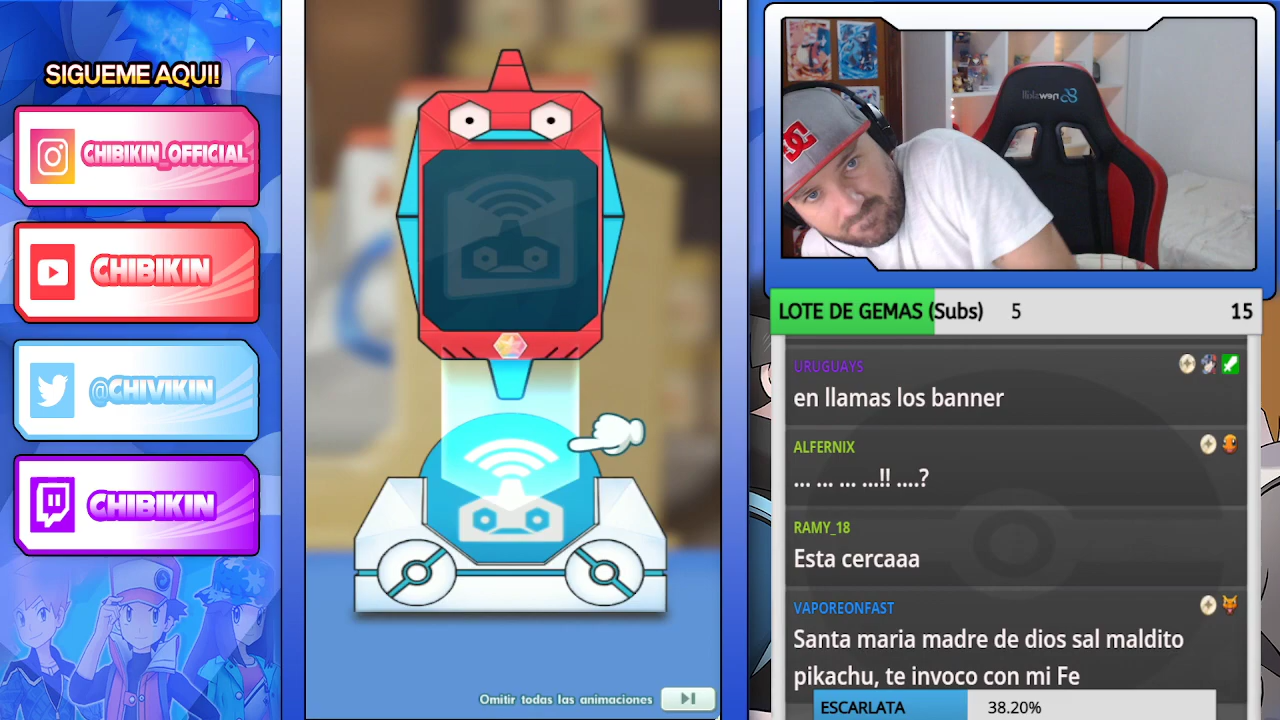 SIGUEME AQUI!
CHIBIKIN_OFFICIAL
CHIBIKIN
@CHIVIKIN
CHIBIKIN
Omitir todas las animaciones
newskill
LOTE DE GEMAS (Subs) 5 15
URUGUAYS
en llamas los banner
ALFERNIX
... ... ... ...!! ....?
RAMY_18
Esta cercaaa
VAPOREONFAST
Santa maria madre de dios sal maldito
pikachu, te invoco con mi Fe
ESCARLATA 38.20%